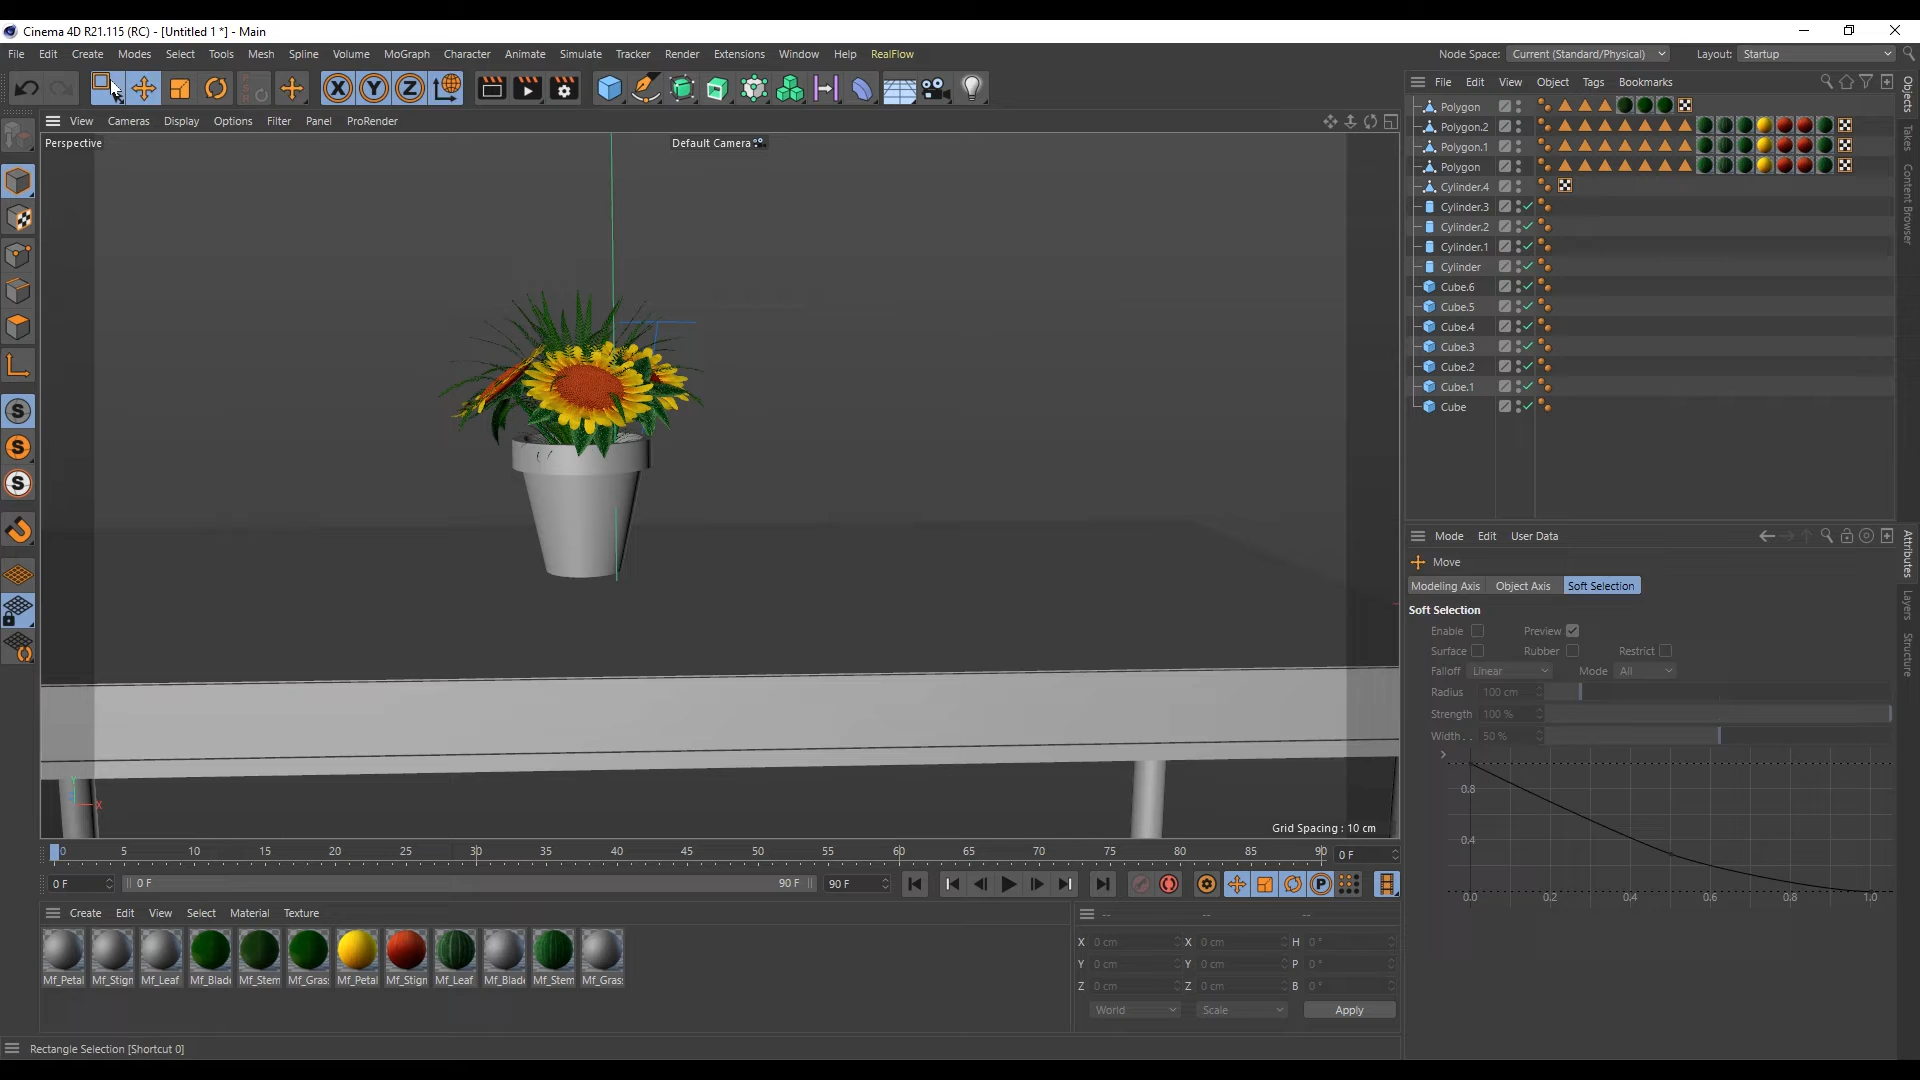 Cinema 4D R21.115 (RC) - [Untitled 1 *] - Main
File Edit Create Modes Select Tools Mesh Spline Volume MoGraph Character Animate Simulate Tracker Render Extensions Window Help RealFlow Node Space: Current (Standard/Physical) Layout: Startup
X Y Z
File Edit View Object Tags Bookmarks
View Cameras Display Options Filter Panel ProRender
Perspective
Default Camera
Polygon
Polygon.2
Polygon.1
Polygon
Cylinder.4
Cylinder.3
Cylinder.2
Cylinder.1
Cylinder
Cube.6
Cube.5
Cube.4
Cube.3
Cube.2
Cube.1
Cube
Objects
Takes
Content Browser
S
S
S
Mode Edit User Data
Move
Modeling Axis Object Axis Soft Selection
Soft Selection
Enable Preview
Surface Rubber Restrict
Falloff Linear Mode All
Radius 100 cm
Strength 100 %
Width . . 50 %
0.8
0.4
0.0 0.2 0.4 0.6 0.8 1.0
Attributes
Layers
Structure
Y
X
Grid Spacing : 10 cm
0 5 10 15 20 25 30 35 40 45 50 55 60 65 70 75 80 85 90 0 F
0 F 0 F 90 F 90 F P
Create Edit View Select Material Texture
Mf_Petal Mf_Stign Mf_Leaf Mf_Blade Mf_Stem Mf_Gras Mf_Petal Mf_Stign Mf_Leaf Mf_Blade Mf_Stem Mf_Gras
-- -- --
X 0 cm X 0 cm H 0 °
Y 0 cm Y 0 cm P 0 °
Z 0 cm Z 0 cm B 0 °
World Scale Apply
Rectangle Selection [Shortcut 0]